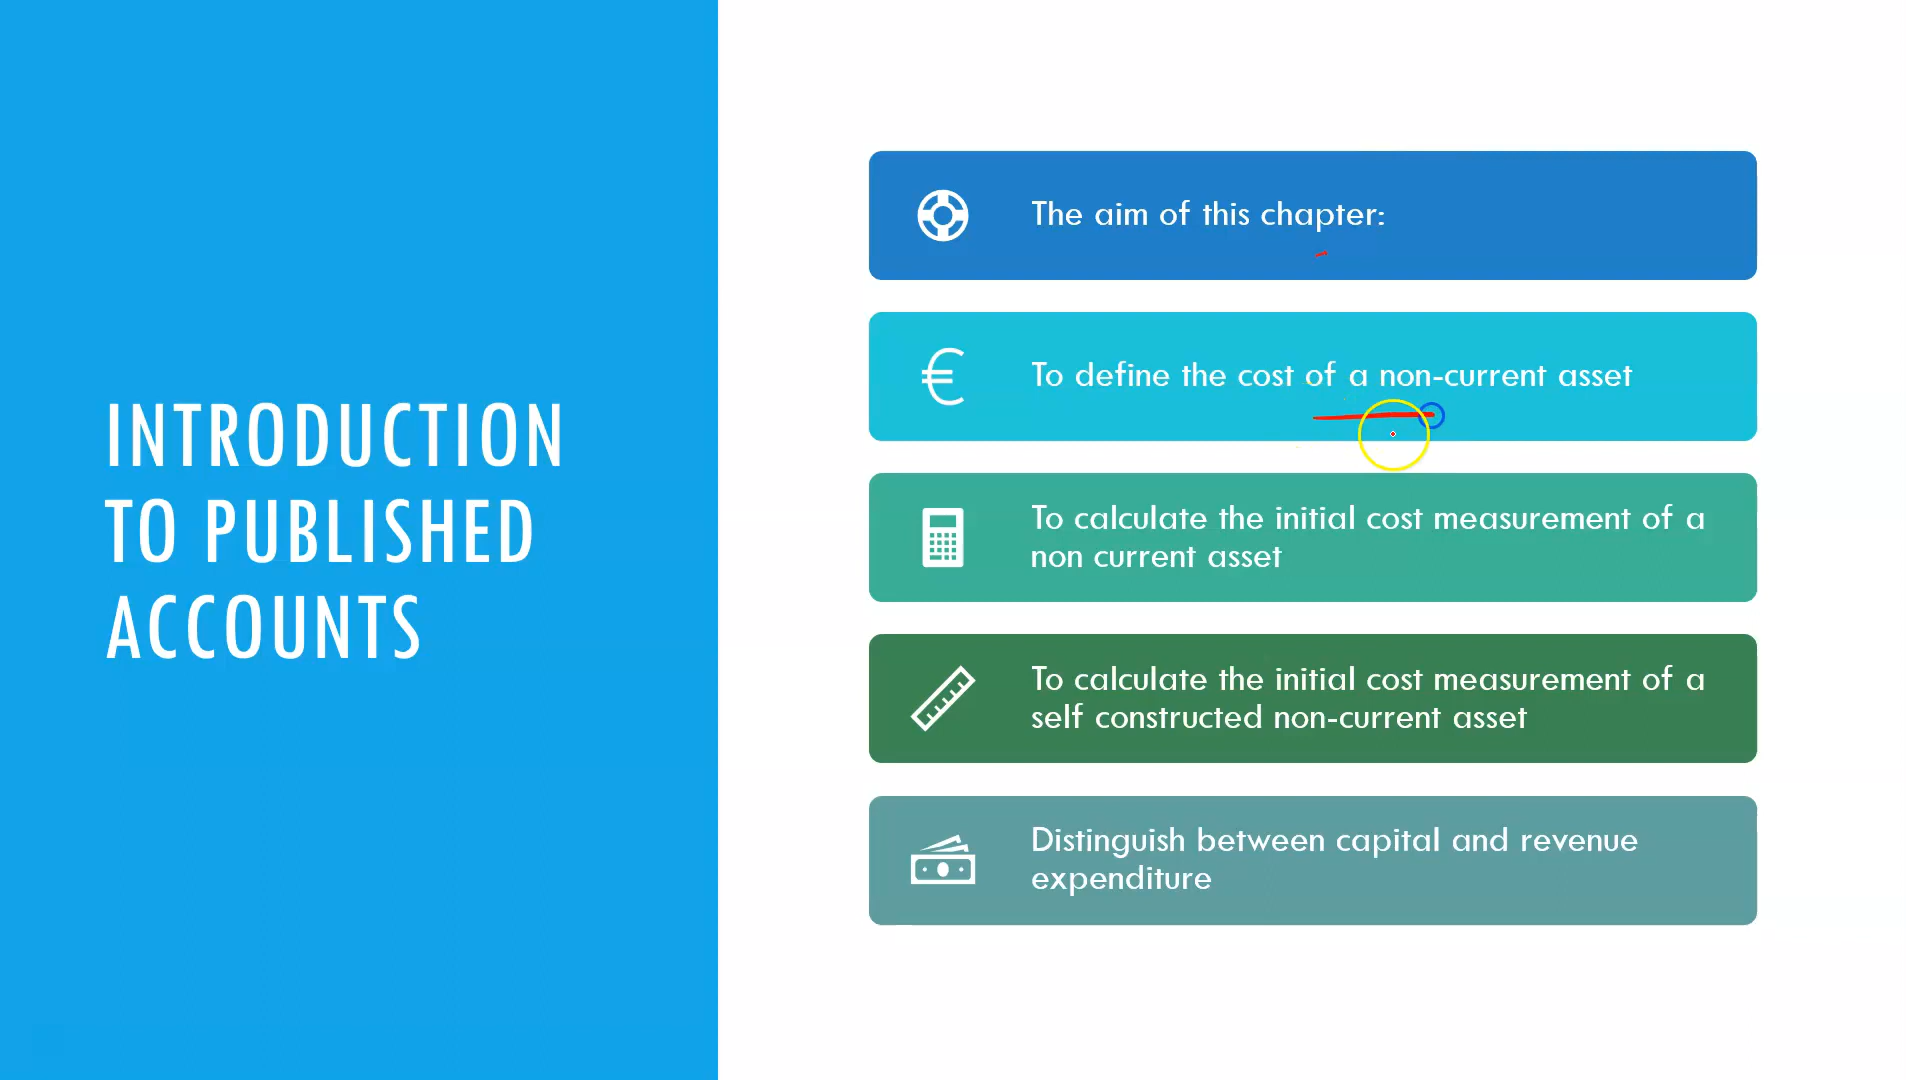 INTRODUCTION
TO PUBLISHED
ACCOUNTS
The aim of this chapter:
To define the cost of a non-current asset
To calculate the initial cost measurement of a
non current asset
To calculate the initial cost measurement of a
self constructed non-current asset
Distinguish between capital and revenue
expenditure